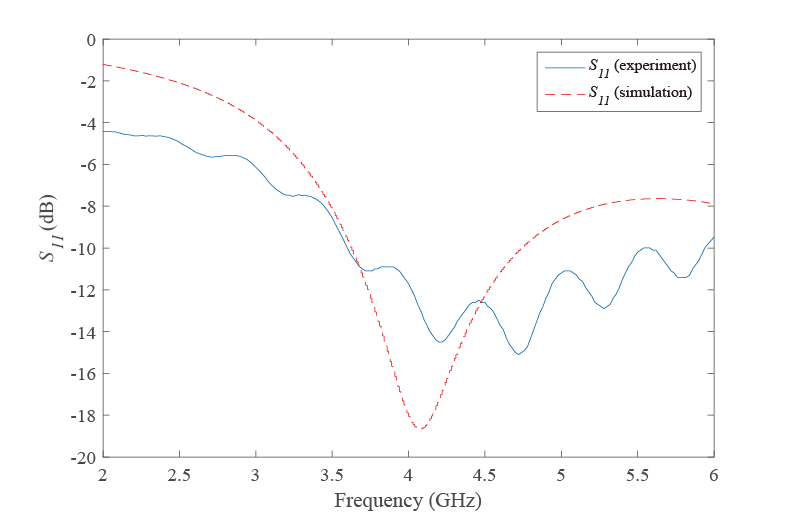 0
-2
-4
-6
-8
-10
-12
-14
-16
-18
-20
2 2.5 3 3.5 4 4.5 5 5.5 6
Frequency (GHz)
S11 (dB)
S11 (experiment)
S11 (simulation)